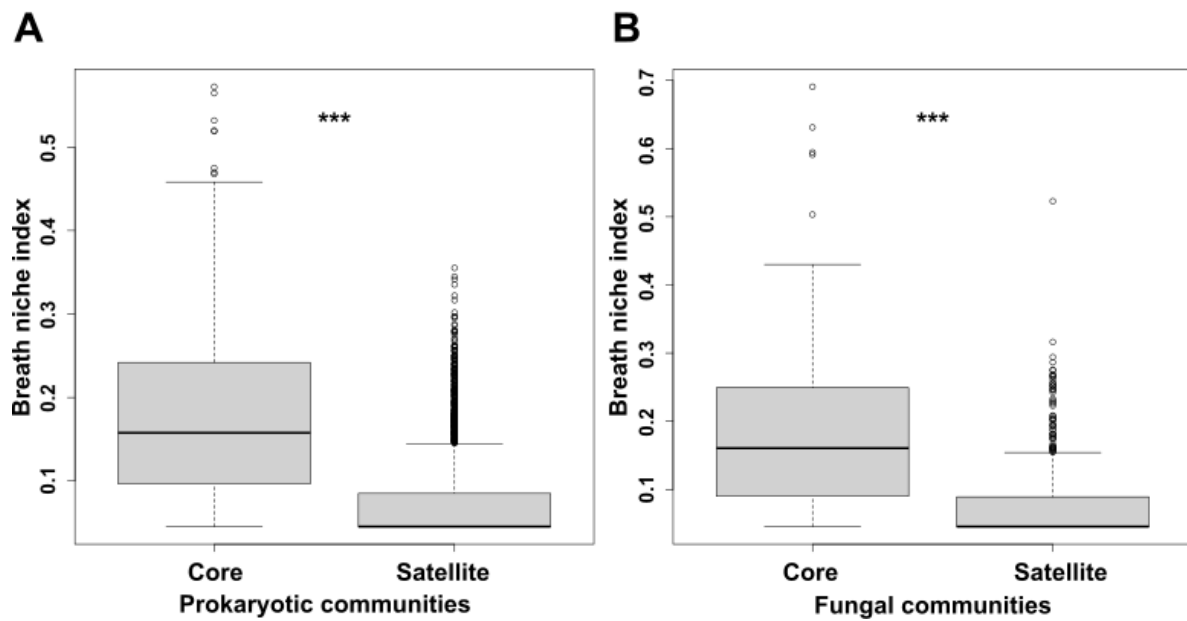 A
Breath niche index
0.5
0.4
0.3
0.2
0.1
***
Core
Satellite
Prokaryotic communities
B
Breath niche index
0.7
0.6
0.5
0.4
0.3
0.2
0.1
***
Core
Satellite
Fungal communities